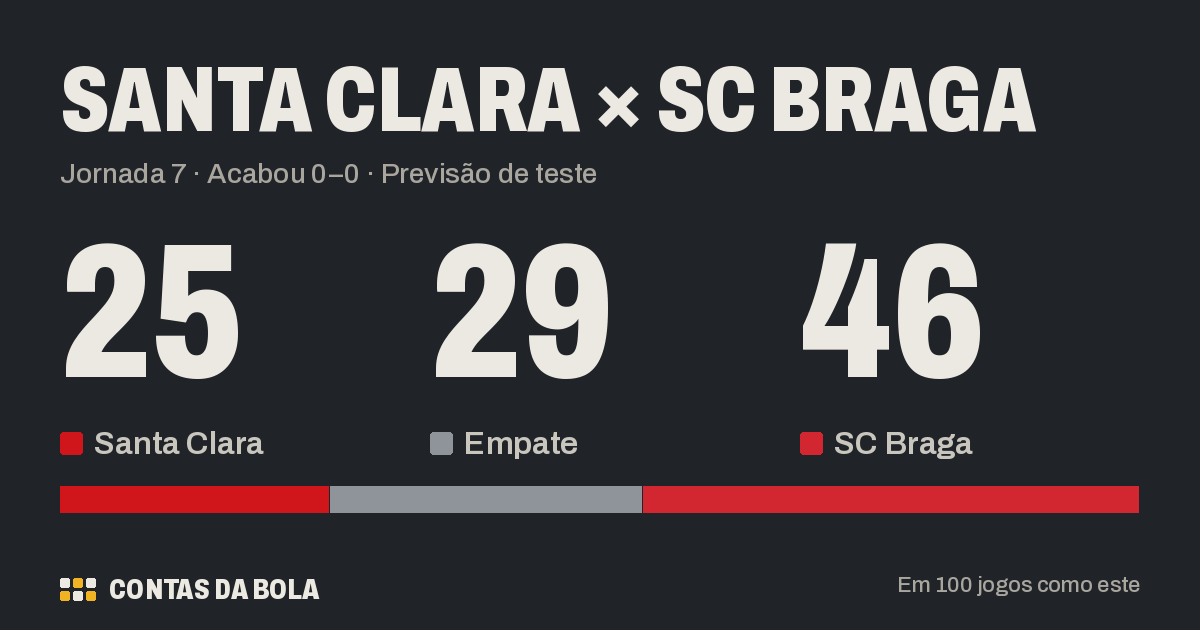 SANTA CLARA × SC BRAGA
Jornada 7 · Acabou 0–0 · Previsão de teste
25 29 46
Santa Clara Empate SC Braga
CONTAS DA BOLA
Em 100 jogos como este